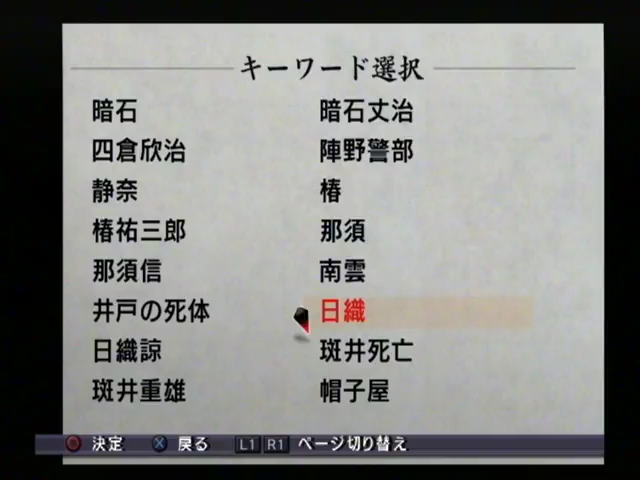 キーワード選択
暗石 暗石丈治
四倉欣治 陣野警部
静奈 椿
椿祐三郎 那須
那須信 南雲
井戸の死体 日織
日織諒 斑井死亡
斑井重雄 帽子屋
決定 戻る L1 R1 ページ切り替え